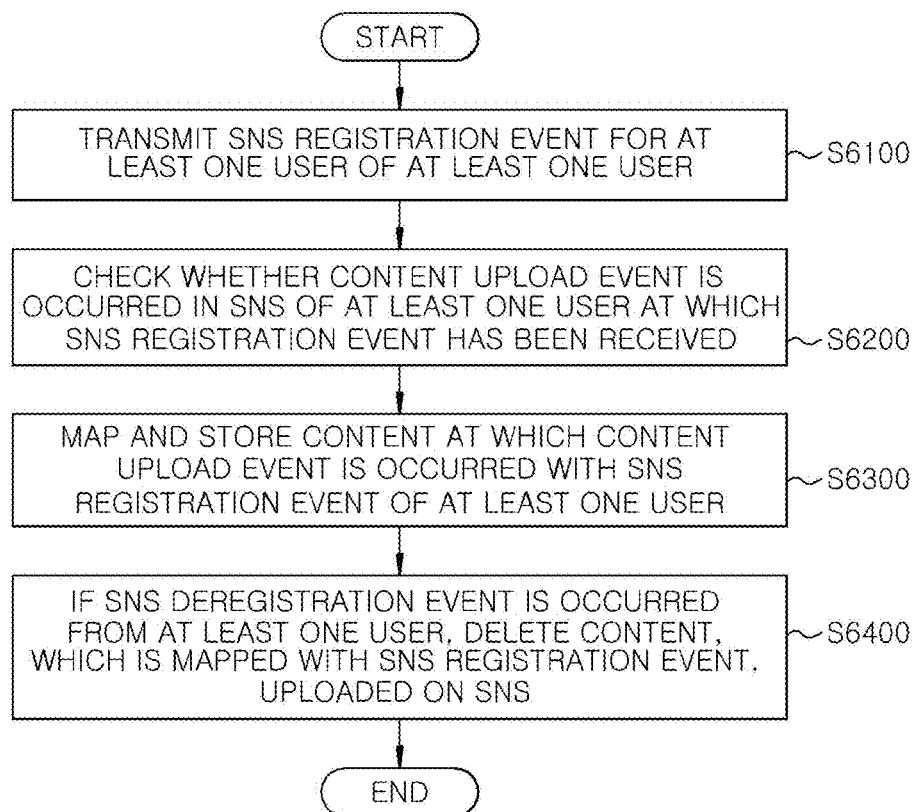 START
TRANSMIT SNS REGISTRATION EVENT FOR AT
LEAST ONE USER OF AT LEAST ONE USER
S6100
CHECK WHETHER CONTENT UPLOAD EVENT IS
OCCURRED IN SNS OF AT LEAST ONE USER AT WHICH
SNS REGISTRATION EVENT HAS BEEN RECEIVED
S6200
MAP AND STORE CONTENT AT WHICH CONTENT
UPLOAD EVENT IS OCCURRED WITH SNS
REGISTRATION EVENT OF AT LEAST ONE USER
S6300
IF SNS DEREGISTRATION EVENT IS OCCURRED
FROM AT LEAST ONE USER, DELETE CONTENT,
WHICH IS MAPPED WITH SNS REGISTRATION EVENT,
UPLOADED ON SNS
S6400
END